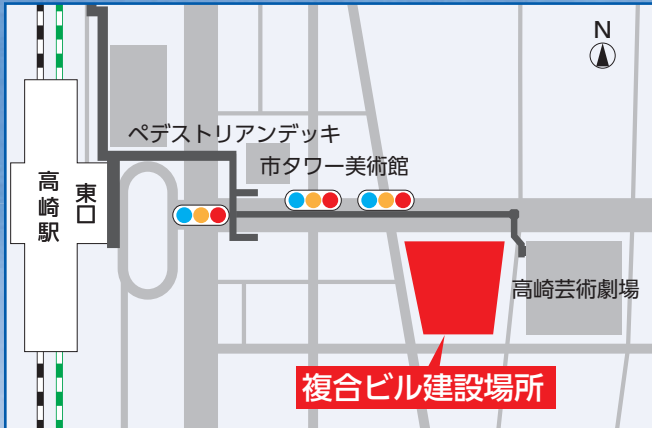 N
ペデストリアンデッキ
市タワー美術館
高崎駅
東口
高崎芸術劇場
複合ビル建設場所